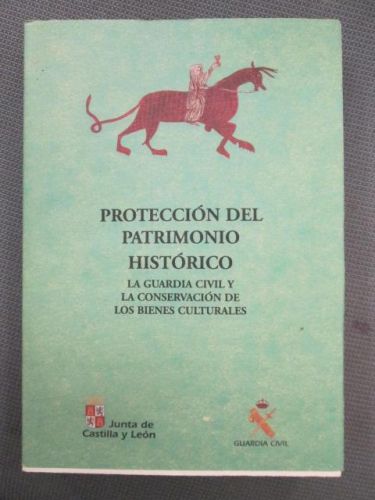 PROTECCIÓN DEL
PATRIMONIO
HISTÓRICO
LA GUARDIA CIVIL Y
LA CONSERVACIÓN DE
LOS BIENES CULTURALES
Junta de
Castilla y León
GUARDIA CIVIL